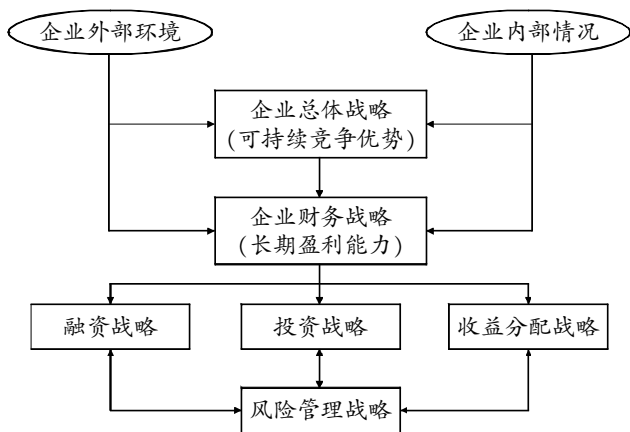 企业外部环境
企业内部情况
企业总体战略
(可持续竞争优势)
企业财务战略
(长期盈利能力)
融资战略
投资战略
收益分配战略
风险管理战略